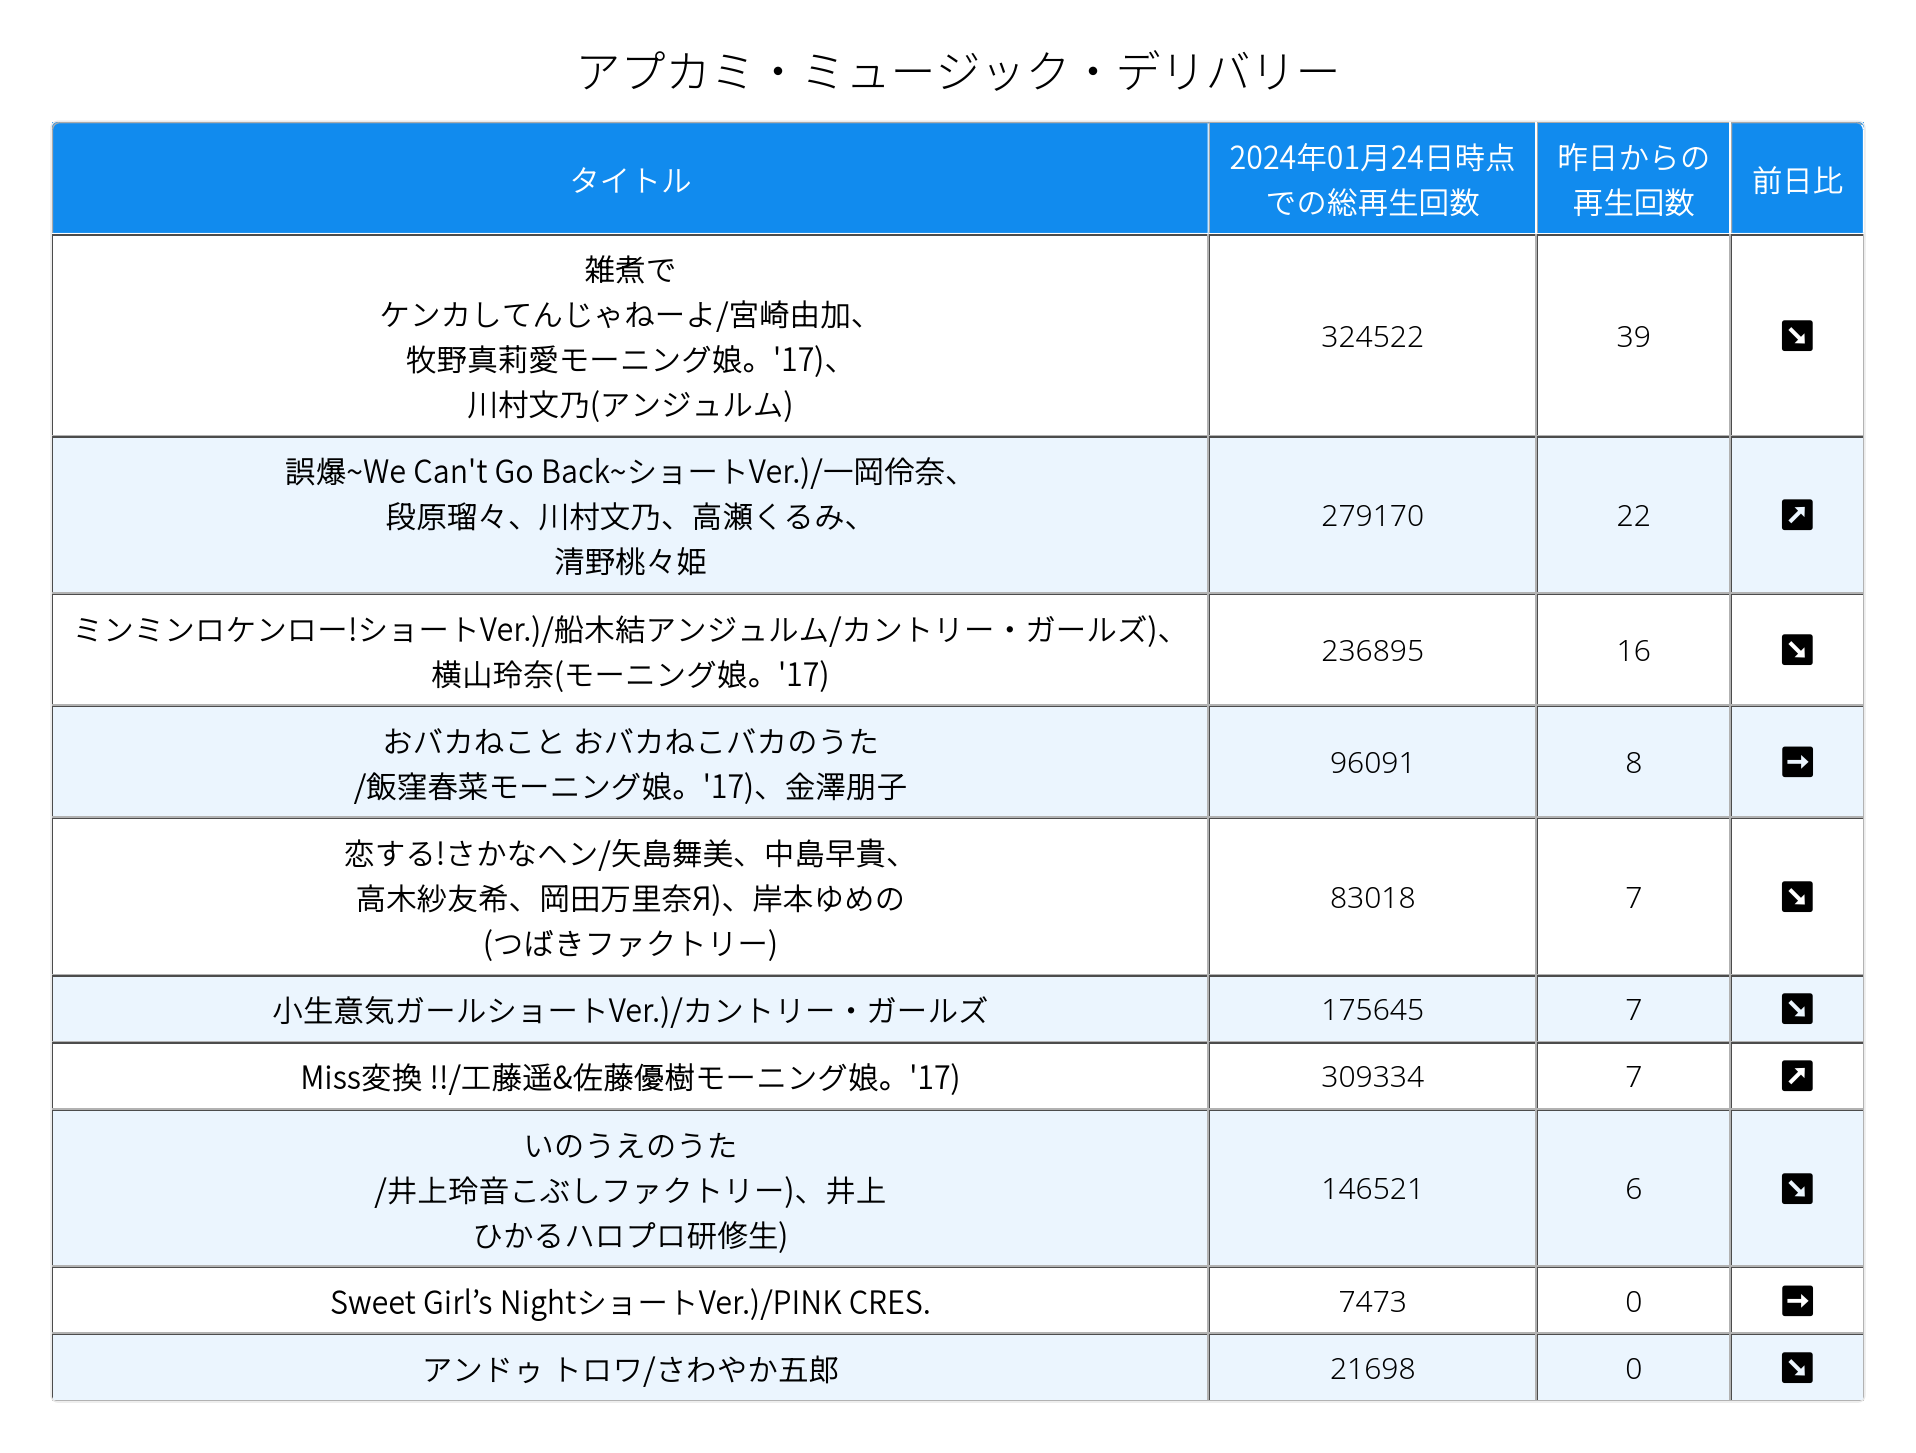 アプカミ・ミュージック・デリバリー
タイトル
2024年01月24日時点
での総再生回数
昨日からの
再生回数
前日比
雑煮で
ケンカしてんじゃねーよ/宮崎由加、
牧野真莉愛モーニング娘。'17)、
川村文乃(アンジュルム)
324522
39
誤爆~We Can't Go Back~ショートVer.)/一岡伶奈、
段原瑠々、川村文乃、高瀬くるみ、
清野桃々姫
279170
22
ミンミンロケンロー!ショートVer.)/船木結アンジュルム/カントリー・ガールズ)、
横山玲奈(モーニング娘。'17)
236895
16
おバカねこと おバカねこバカのうた
/飯窪春菜モーニング娘。'17)、金澤朋子
96091
8
恋する!さかなヘン/矢島舞美、中島早貴、
高木紗友希、岡田万里奈Я)、岸本ゆめの
(つばきファクトリー)
83018
7
小生意気ガールショートVer.)/カントリー・ガールズ
175645
7
Miss変換 !!/工藤遥&佐藤優樹モーニング娘。'17)
309334
7
いのうえのうた
/井上玲音こぶしファクトリー)、井上
ひかるハロプロ研修生)
146521
6
Sweet Girl’s NightショートVer.)/PINK CRES.
7473
0
アンドゥ トロワ/さわやか五郎
21698
0